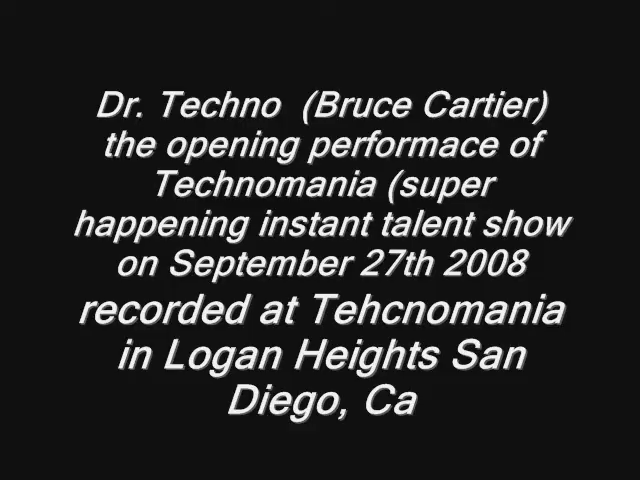 Dr. Techno (Bruce Cartier)
the opening performace of
Technomania (super
happening instant talent show
on September 27th 2008
recorded at Tehcnomania
in Logan Heights San
Diego, Ca